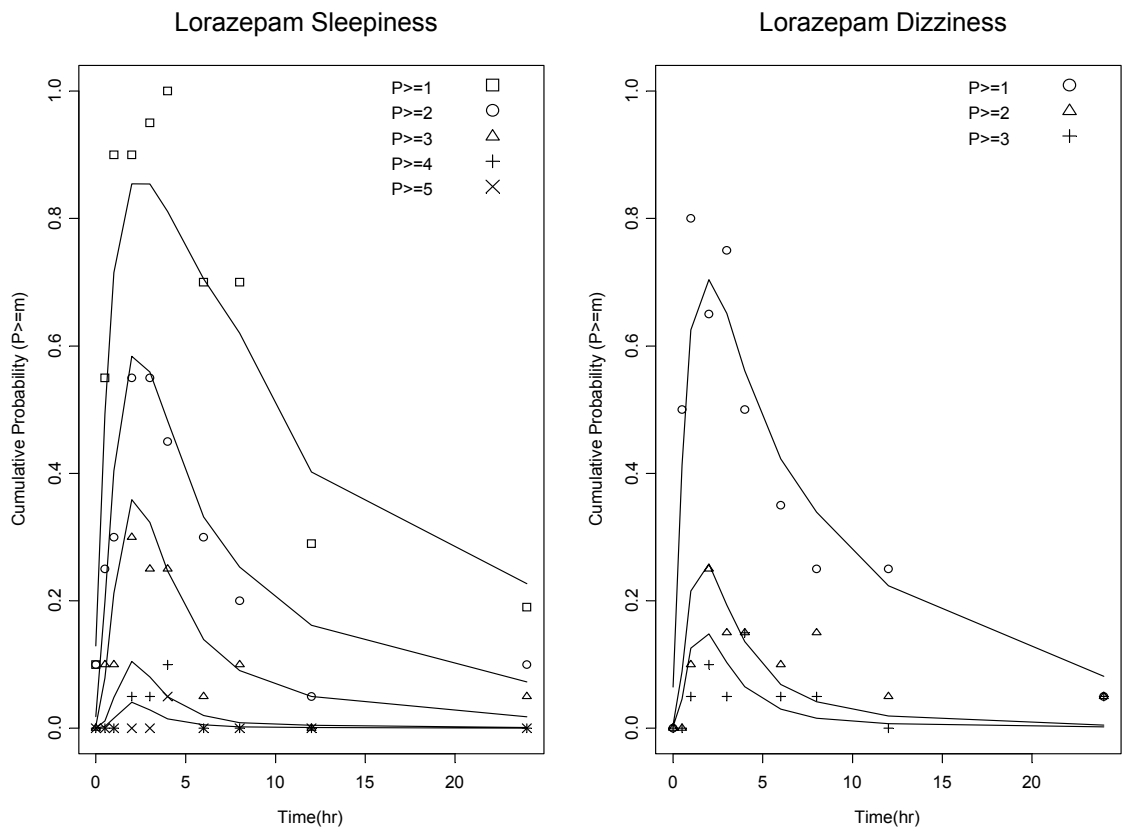 Lorazepam Sleepiness
Cumulative Probability (P>=m)
1.0
0.8
0.6
0.4
0.2
0.0
P>=1
P>=2
P>=3
P>=4
P>=5
0 5 10 15 20
Time(hr)
Lorazepam Dizziness
Cumulative Probability (P>=m)
1.0
0.8
0.6
0.4
0.2
0.0
P>=1
P>=2
P>=3
0 5 10 15 20
Time(hr)